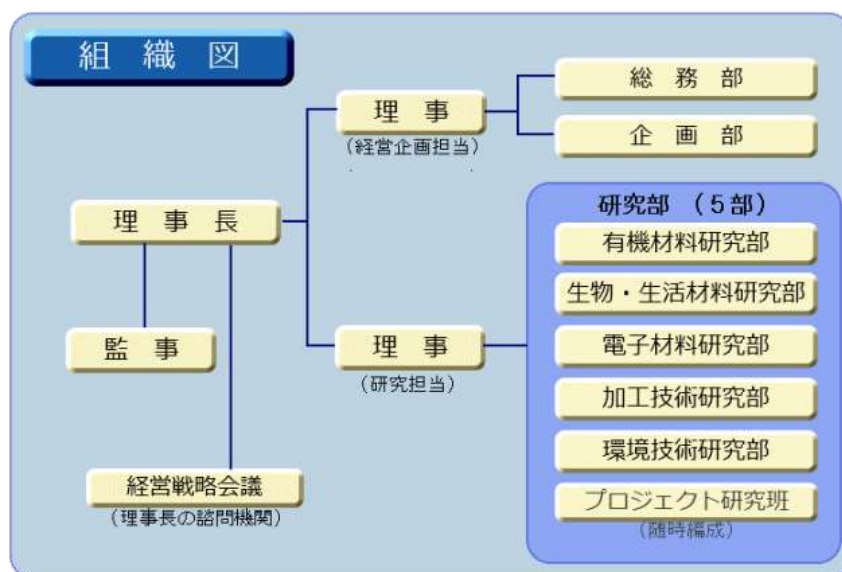 組 織 図
理 事 長
監 事
経営戦略会議
(理事長の諮問機関)
理 事
(経営企画担当)
総 務 部
企 画 部
理 事
(研究担当)
研究部 (5部)
有機材料研究部
生物・生活材料研究部
電子材料研究部
加工技術研究部
環境技術研究部
プロジェクト研究班
(随時編成)